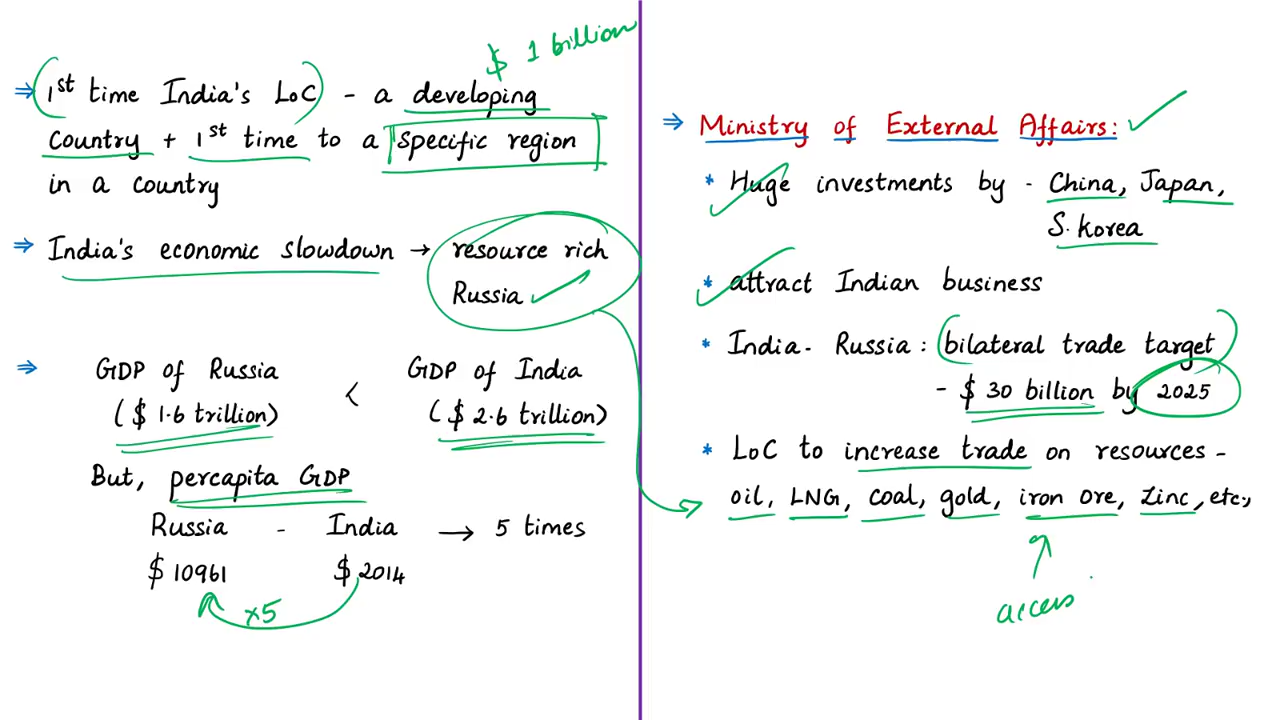 $ 1 billion
⇒ 1st time India's LoC - a developing
country + 1st time to a specific region
in a country
⇒ India's economic slowdown → resource rich
Russia
⇒ GDP of Russia < GDP of India
($ 1.6 trillion) ($ 2.6 trillion)
But, percapita GDP
Russia - India → 5 times
$ 10961 $ 2014
x5
⇒ Ministry of External Affairs:
* Huge investments by - China, Japan,
S. Korea
* attract Indian business
* India - Russia : (bilateral trade target)
- $ 30 billion by 2025
* LoC to increase trade on resources -
oil, LNG, coal, gold, iron ore, Zinc, etc.,
access